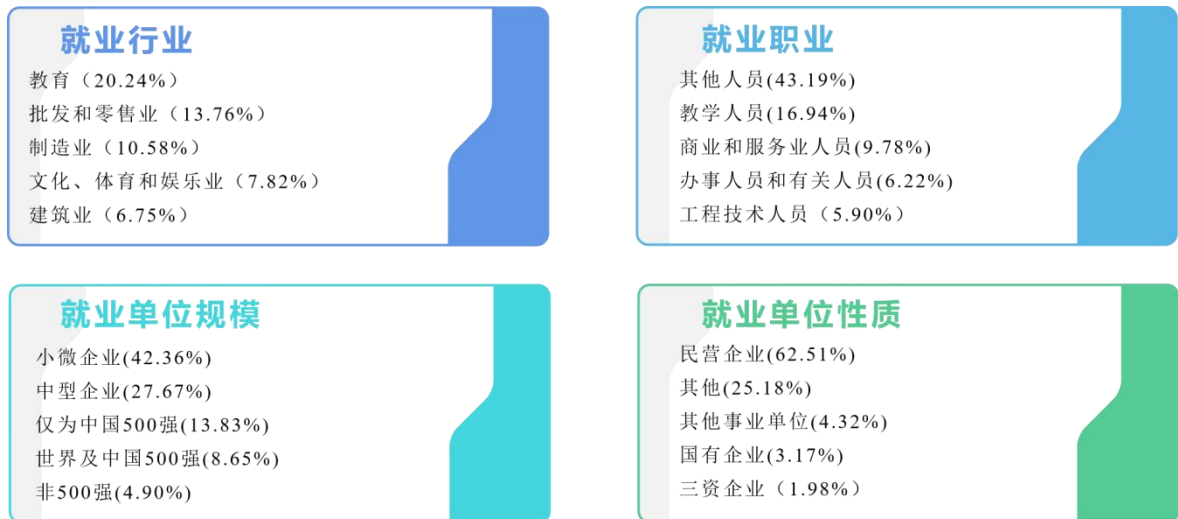 就业行业
教育（20.24%）
批发和零售业（13.76%）
制造业（10.58%）
文化、体育和娱乐业（7.82%）
建筑业（6.75%）
就业职业
其他人员(43.19%)
教学人员(16.94%)
商业和服务业人员(9.78%)
办事人员和有关人员(6.22%)
工程技术人员（5.90%）
就业单位规模
小微企业(42.36%)
中型企业(27.67%)
仅为中国500强(13.83%)
世界及中国500强(8.65%)
非500强(4.90%)
就业单位性质
民营企业(62.51%)
其他(25.18%)
其他事业单位(4.32%)
国有企业(3.17%)
三资企业（1.98%）